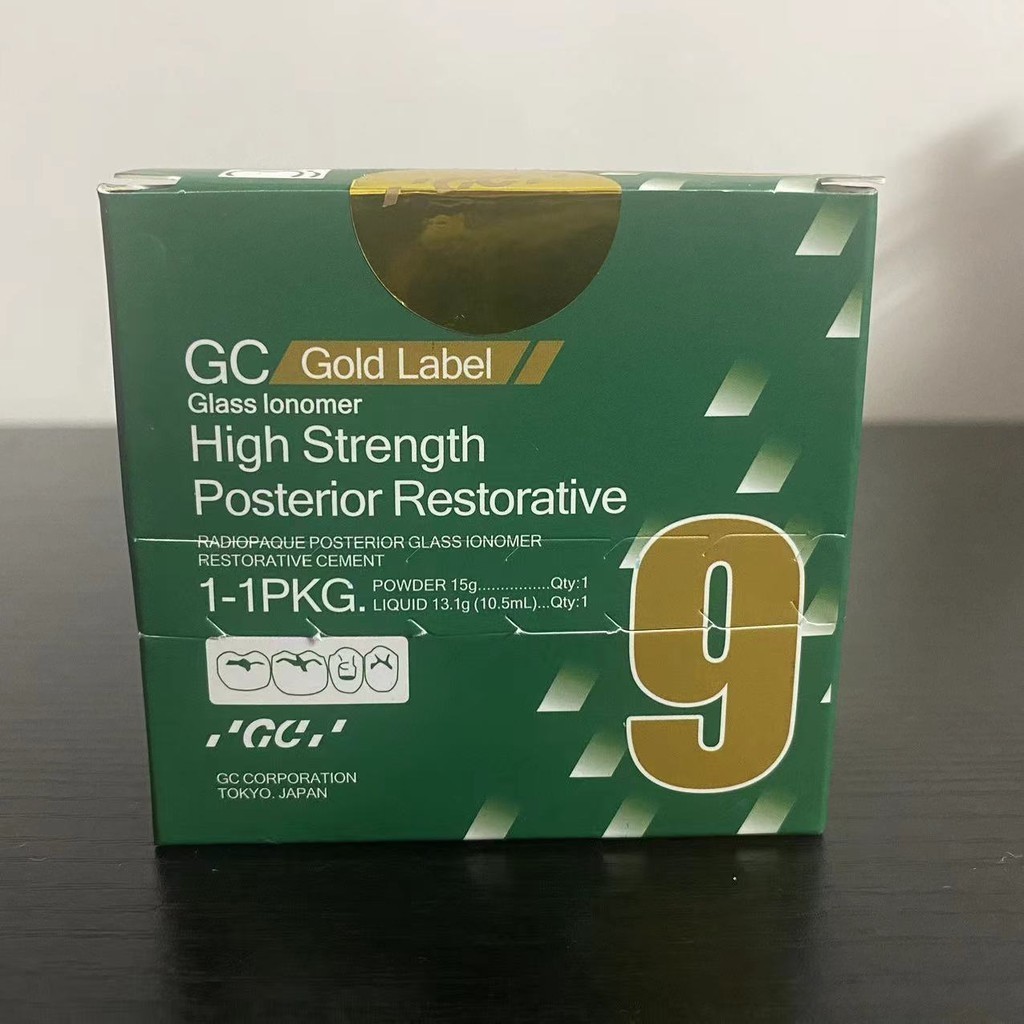 GC Gold Label
Glass Ionomer
High Strength
Posterior Restorative
RADIOPAQUE POSTERIOR GLASS IONOMER
RESTORATIVE CEMENT
1-1PKG.
POWDER 15g...............Qty:1
LIQUID 13.1g (10.5mL)...Qty:1
9
GC
GC CORPORATION
TOKYO. JAPAN